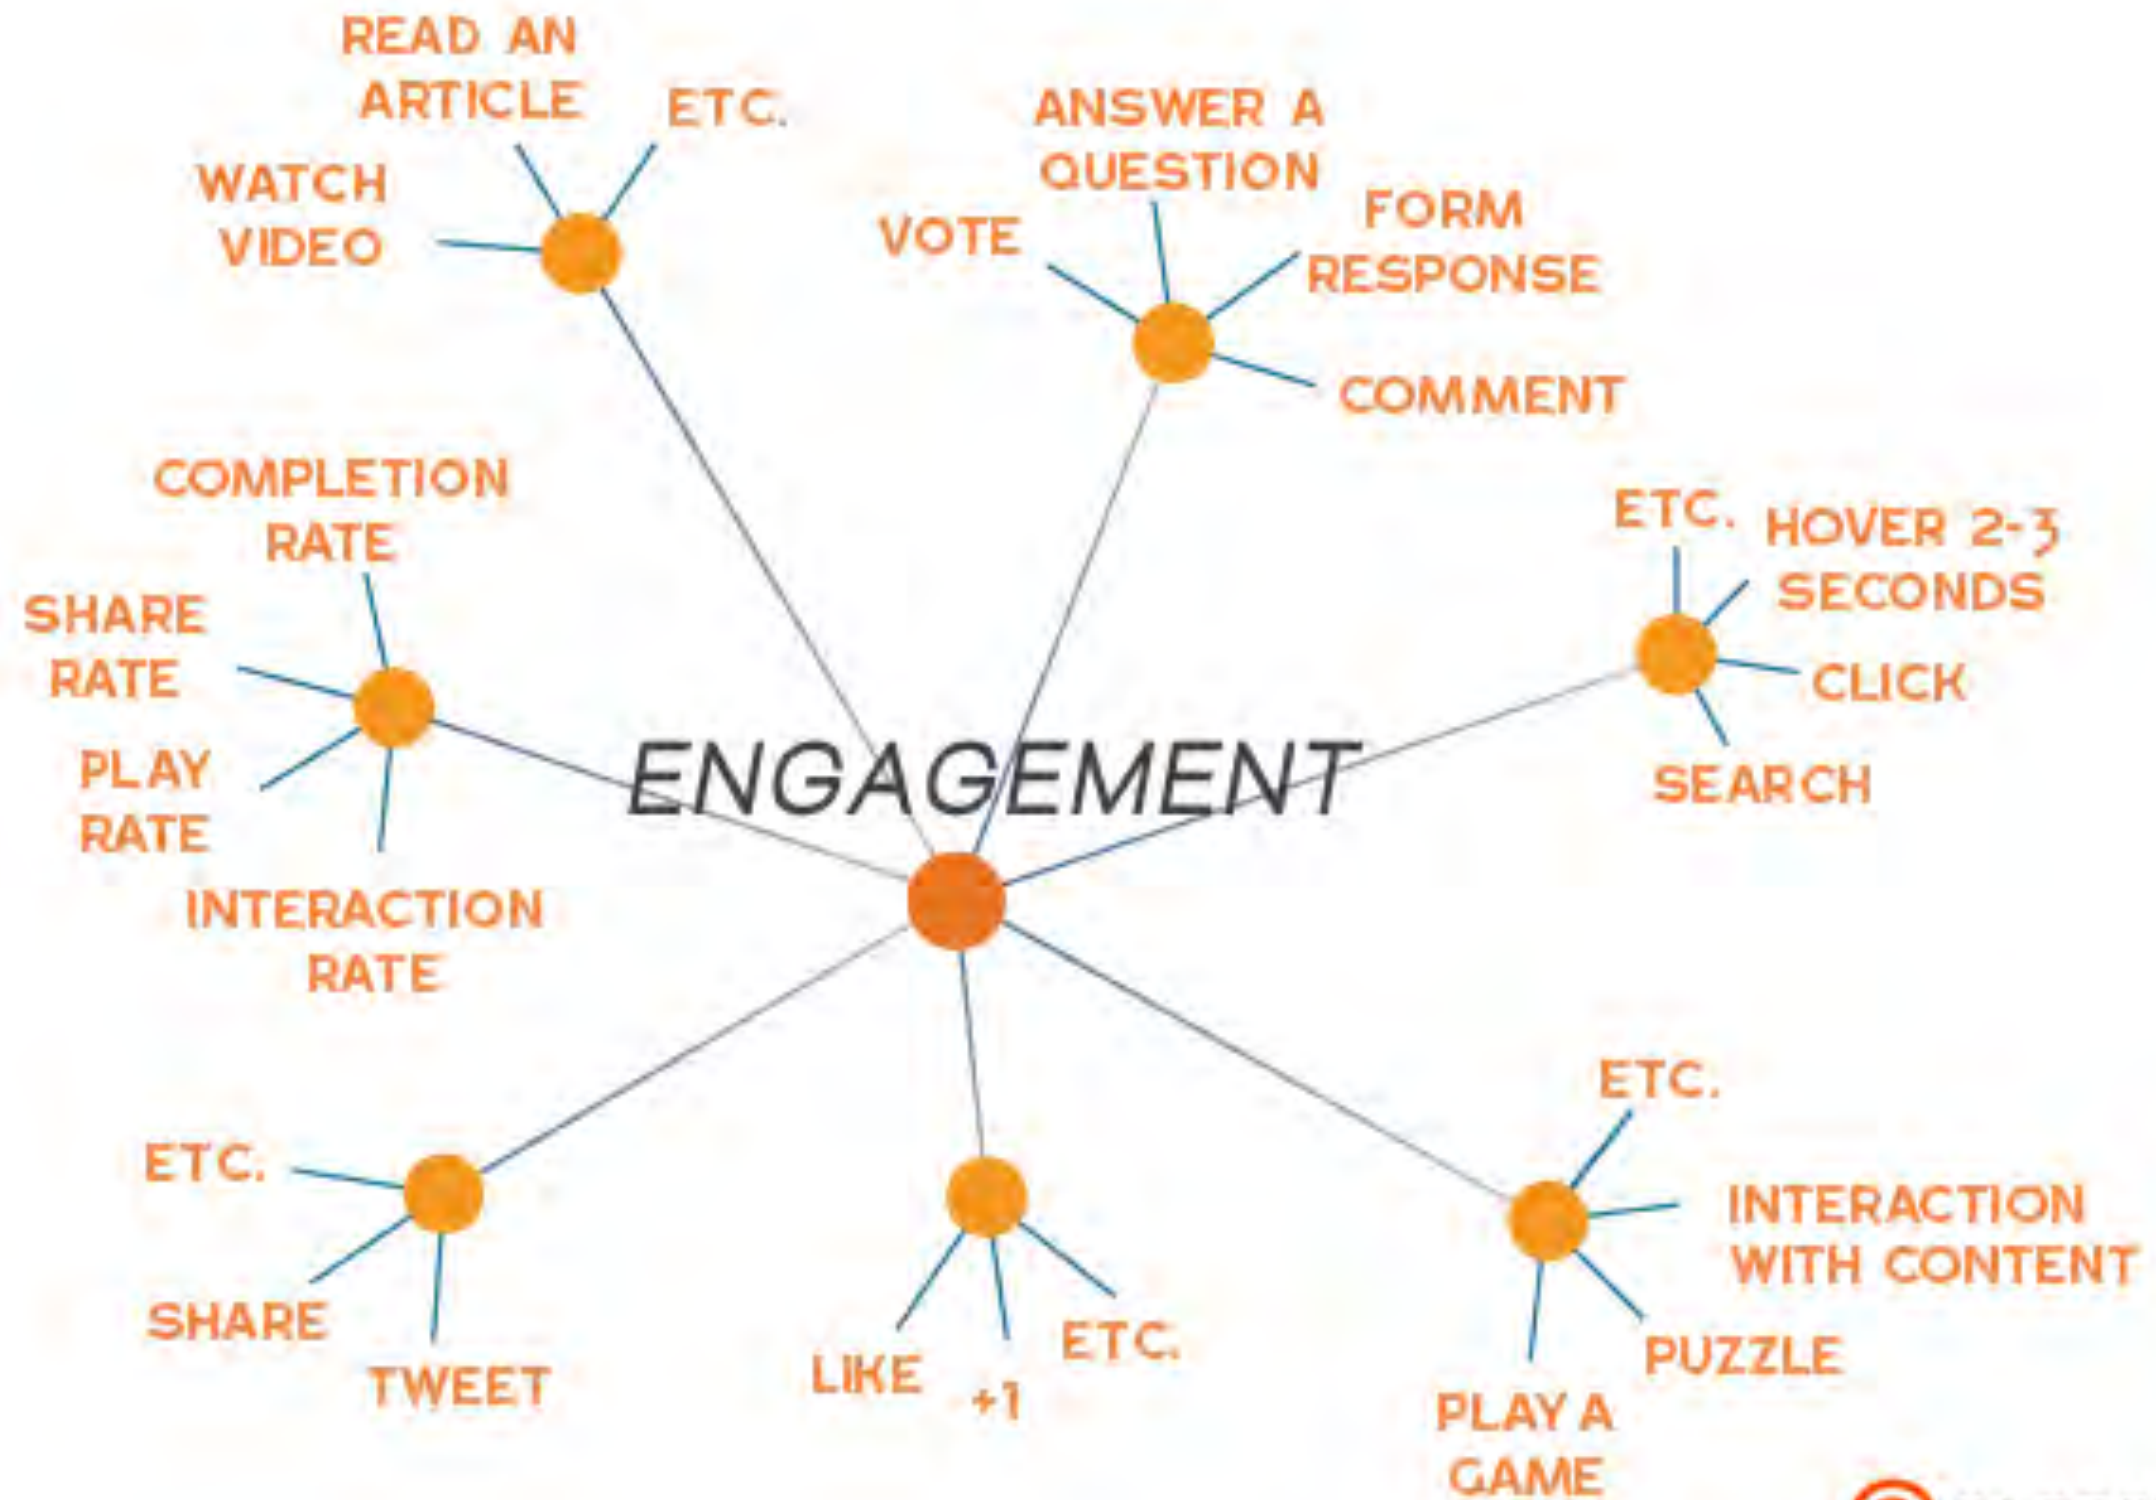 READ AN
ARTICLE
ETC.
WATCH
VIDEO
ANSWER A
QUESTION
VOTE
FORM
RESPONSE
COMMENT
COMPLETION
RATE
SHARE
RATE
PLAY
RATE
INTERACTION
RATE
ENGAGEMENT
ETC.
HOVER 2-3
SECONDS
CLICK
SEARCH
ETC.
SHARE
TWEET
LIKE
+1
ETC.
ETC.
INTERACTION
WITH CONTENT
PUZZLE
PLAY A
GAME